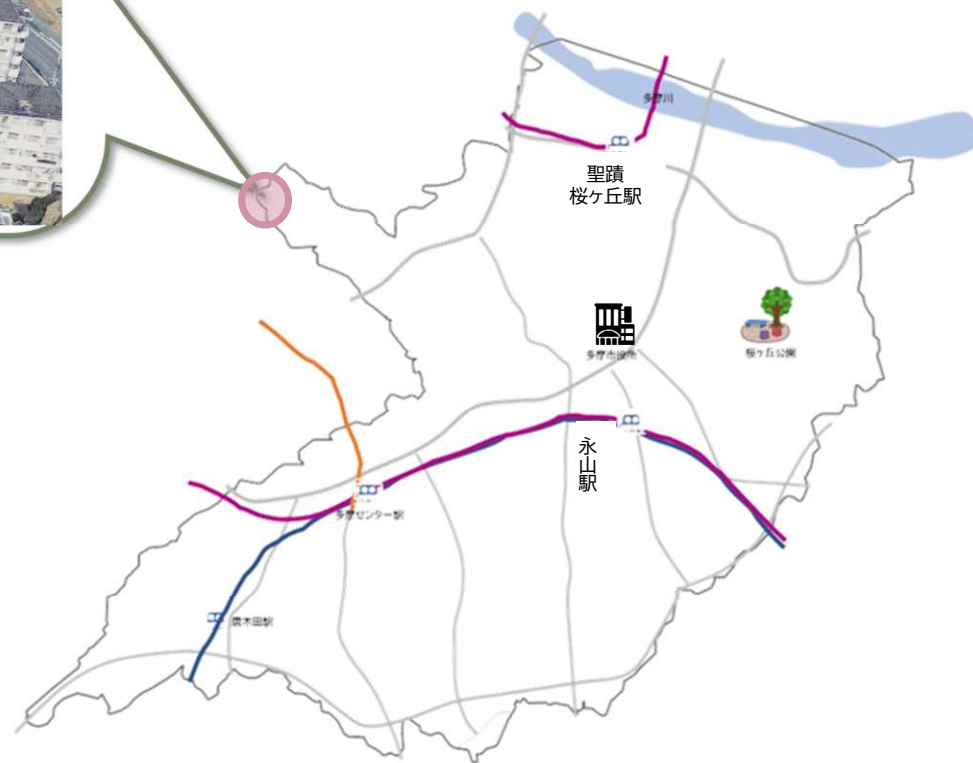 多摩川
聖蹟
桜ヶ丘駅
多摩市役所
桜ヶ丘公園
永山駅
多摩センター駅
唐木田駅